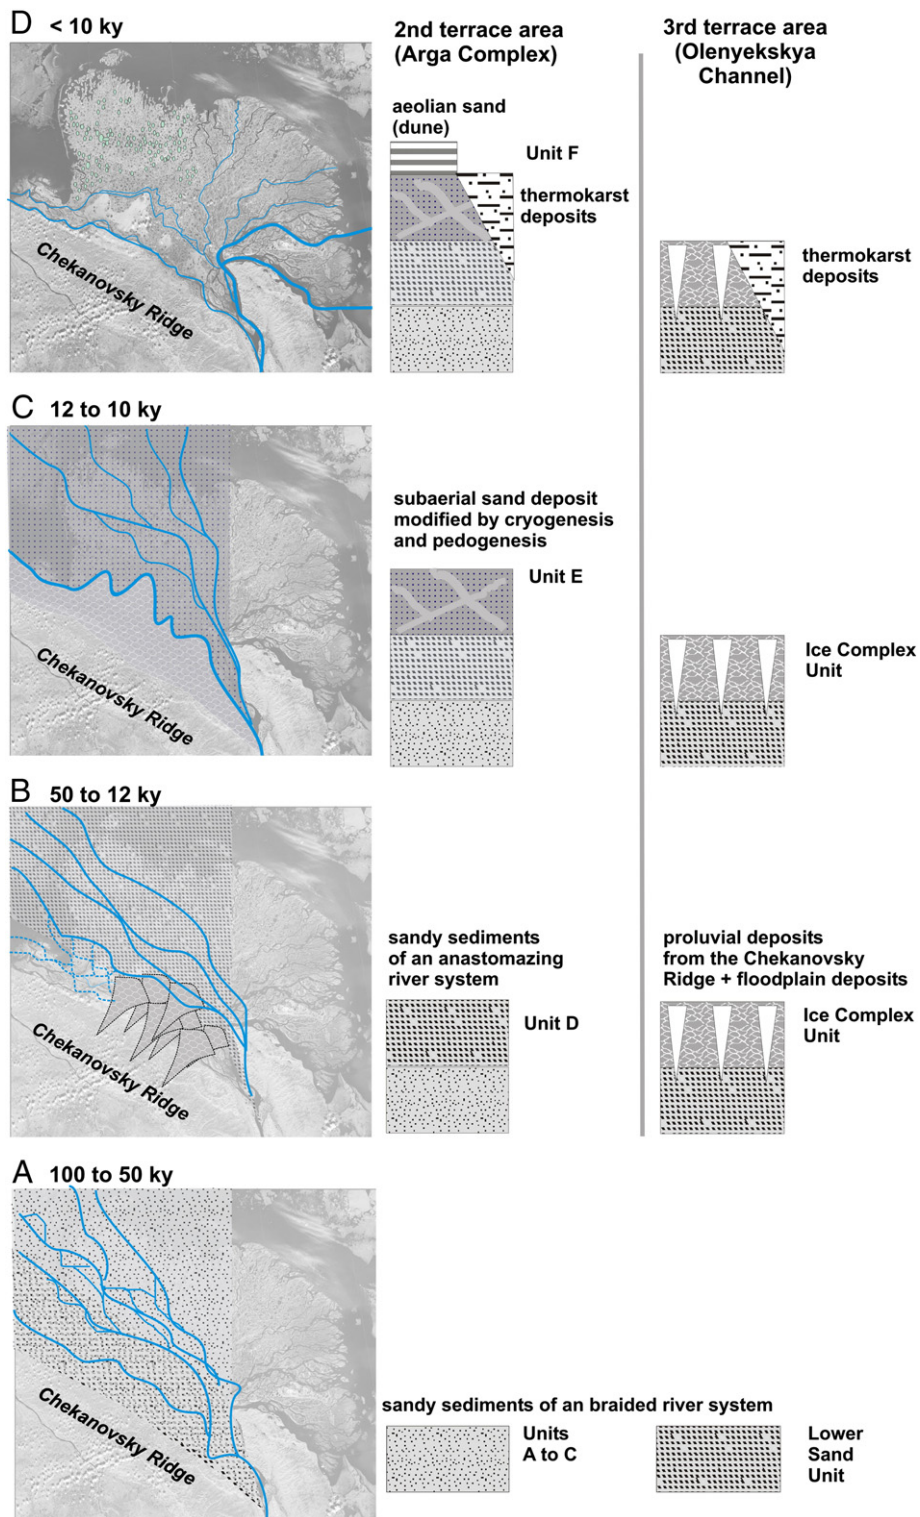 D < 10 ky
2nd terrace area
(Arga Complex)
3rd terrace area
(Olenyekskya
Channel)
aeolian sand
(dune)
Unit F
thermokarst
deposits
thermokarst
deposits
Chekanovsky Ridge
C 12 to 10 ky
subaerial sand deposit
modified by cryogenesis
and pedogenesis
Unit E
Ice Complex
Unit
Chekanovsky Ridge
B 50 to 12 ky
sandy sediments
of an anastomazing
river system
Unit D
proluvial deposits
from the Chekanovsky
Ridge + floodplain deposits
Ice Complex
Unit
Chekanovsky Ridge
A 100 to 50 ky
Chekanovsky Ridge
sandy sediments of an braided river system
Units
A to C
Lower
Sand
Unit